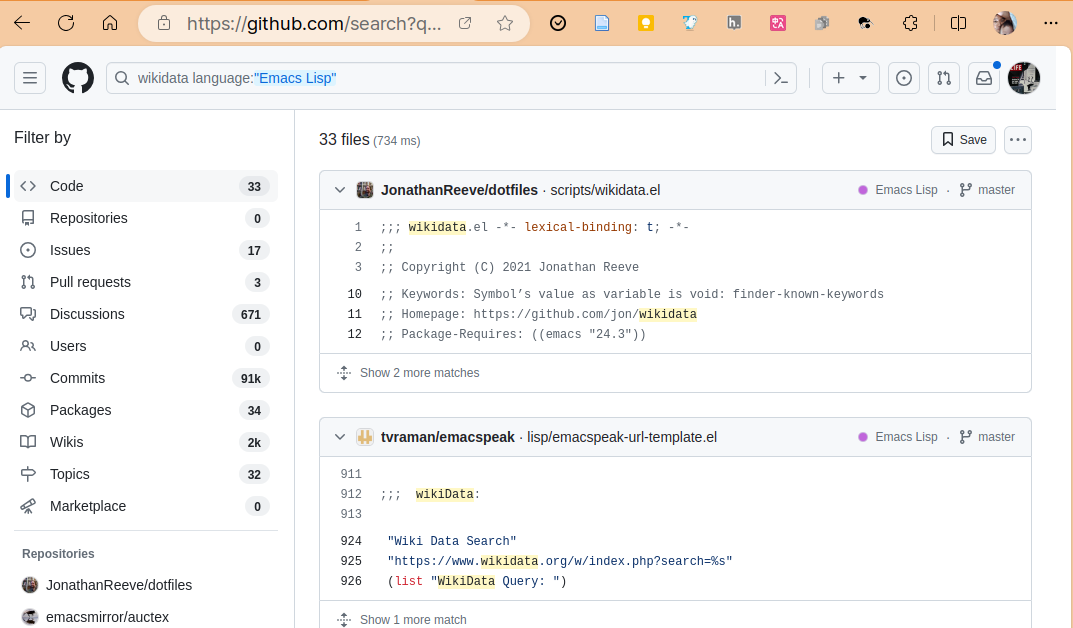 https://github.com/search?q...
wikidata language:"Emacs Lisp"
Filter by
Code 33
Repositories 0
Issues 17
Pull requests 3
Discussions 671
Users 0
Commits 91k
Packages 34
Wikis 2k
Topics 32
Marketplace 0
Repositories
JonathanReeve/dotfiles
emacsmirror/auctex
33 files (734 ms)
Save
JonathanReeve/dotfiles · scripts/wikidata.el Emacs Lisp · master
1 ;;; wikidata.el -*- lexical-binding: t; -*-
2 ;;
3 ;; Copyright (C) 2021 Jonathan Reeve
10 ;; Keywords: Symbol’s value as variable is void: finder-known-keywords
11 ;; Homepage: https://github.com/jon/wikidata
12 ;; Package-Requires: ((emacs "24.3"))
Show 2 more matches
tvraman/emacspeak · lisp/emacspeak-url-template.el Emacs Lisp · master
911
912 ;;;  wikiData:
913
924 "Wiki Data Search"
925 "https://www.wikidata.org/w/index.php?search=%s"
926 (list "WikiData Query: ")
Show 1 more match